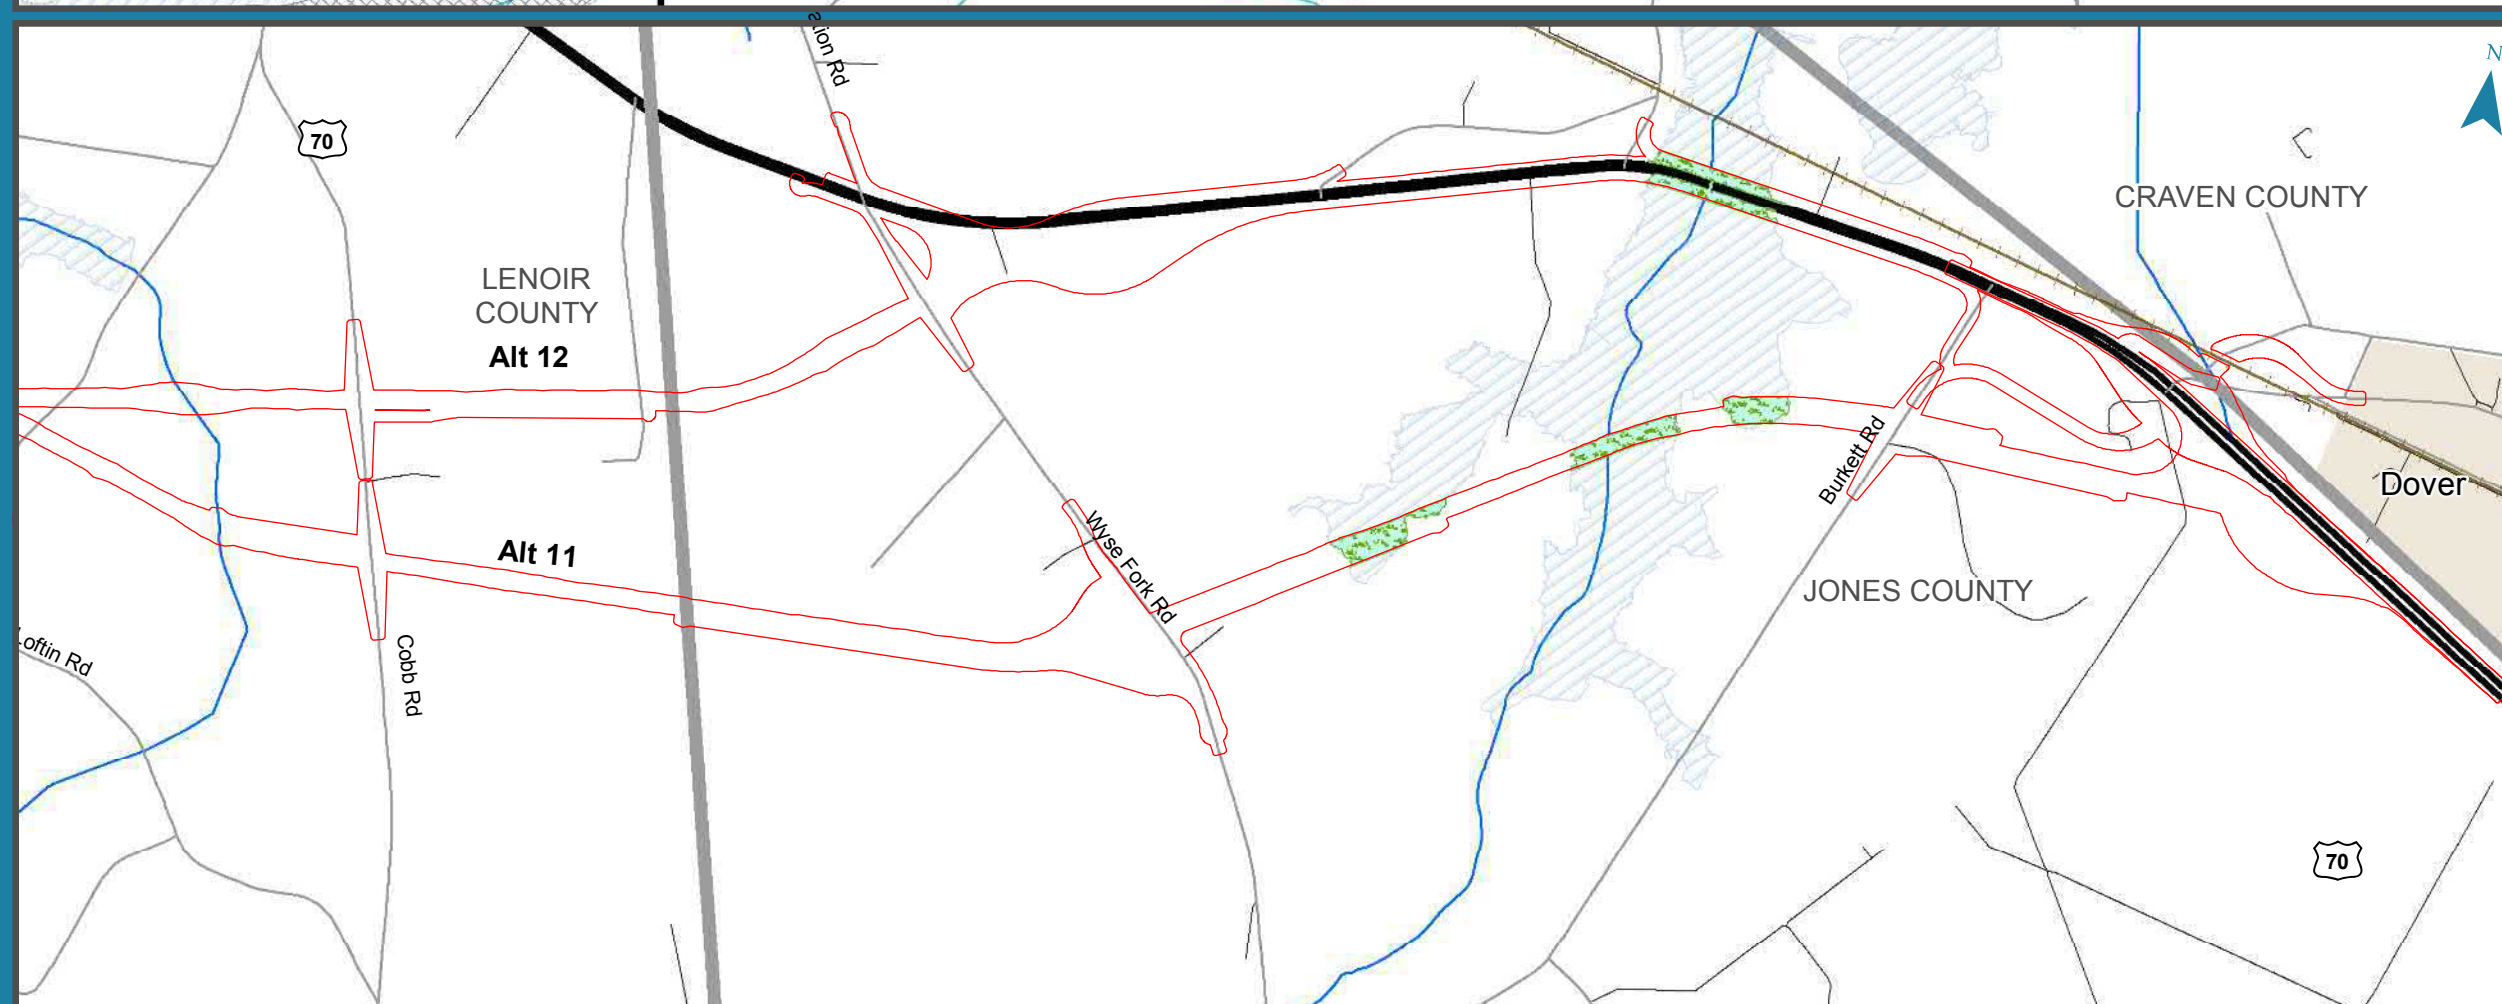 N
70
CRAVEN COUNTY
LENOIR
COUNTY
Alt 12
Dover
Burkett Rd
Alt 11
Wyse Fork Rd
JONES COUNTY
Cobb Rd
70